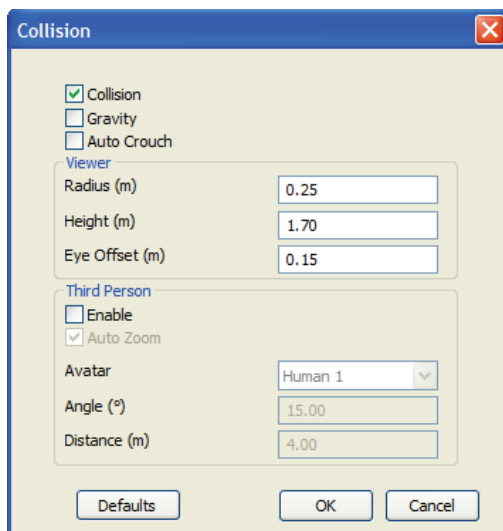 Collision
Collision
Gravity
Auto Crouch
Viewer
Radius (m) 0.25
Height (m) 1.70
Eye Offset (m) 0.15
Third Person
Enable
Auto Zoom
Avatar Human 1
Angle (°) 15.00
Distance (m) 4.00
Defaults OK Cancel